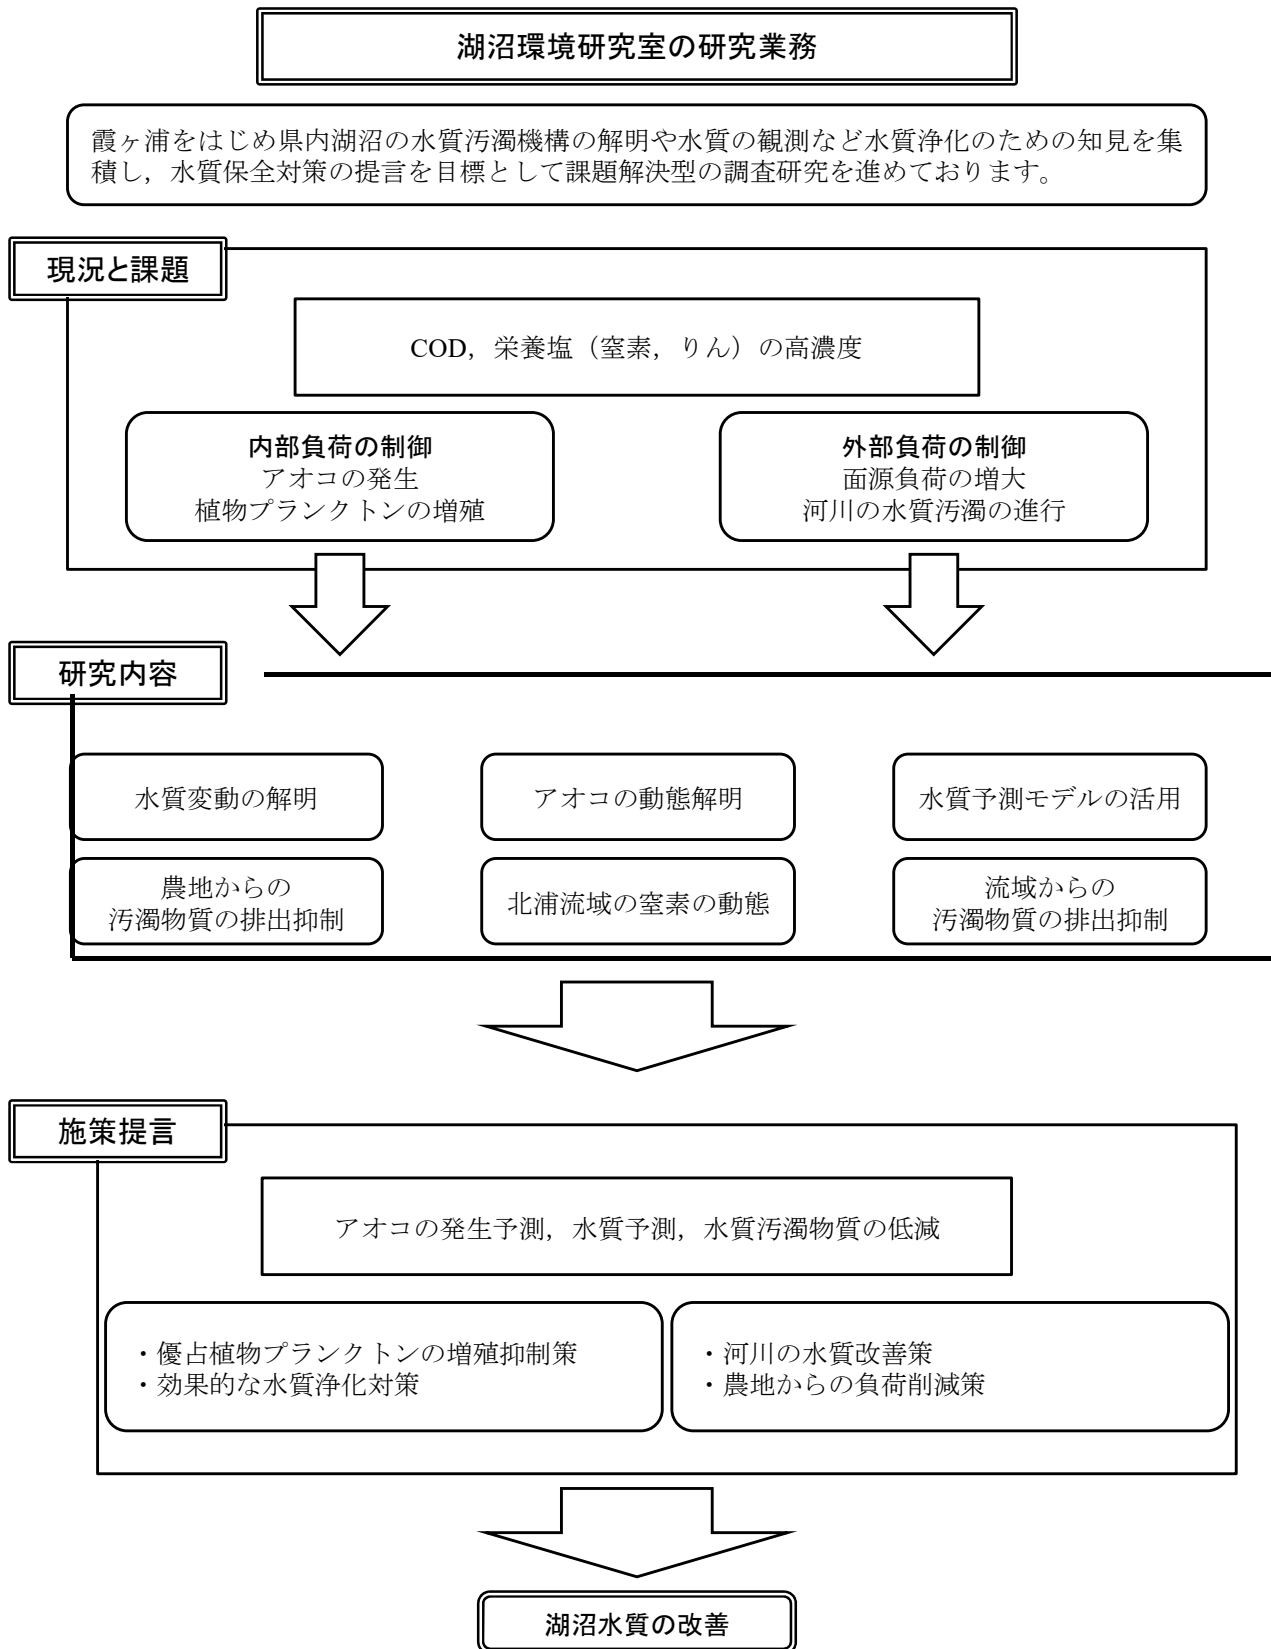 湖沼環境研究室の研究業務
霞ヶ浦をはじめ県内湖沼の水質汚濁機構の解明や水質の観測など水質浄化のための知見を集
積し，水質保全対策の提言を目標として課題解決型の調査研究を進めております。
現況と課題
COD，栄養塩（窒素，りん）の高濃度
内部負荷の制御
アオコの発生
植物プランクトンの増殖
外部負荷の制御
面源負荷の増大
河川の水質汚濁の進行
研究内容
水質変動の解明
アオコの動態解明
水質予測モデルの活用
農地からの
汚濁物質の排出抑制
北浦流域の窒素の動態
流域からの
汚濁物質の排出抑制
施策提言
アオコの発生予測，水質予測，水質汚濁物質の低減
・優占植物プランクトンの増殖抑制策
・効果的な水質浄化対策
・河川の水質改善策
・農地からの負荷削減策
湖沼水質の改善